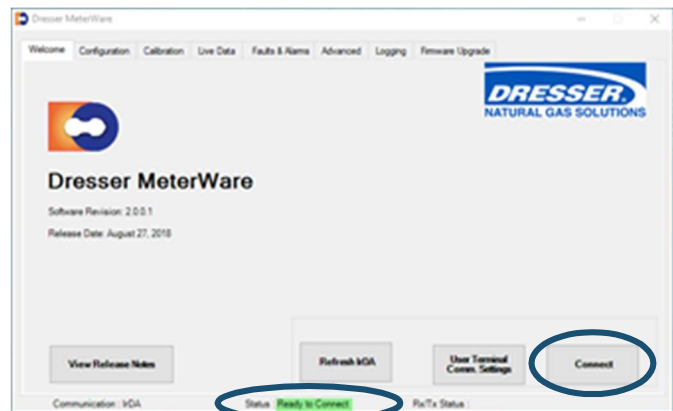 Dresser MeterWare
Welcome Configuration Calibration Live Data Faults & Alarms Advanced Logging Firmware Upgrade
DRESSER
NATURAL GAS SOLUTIONS
Dresser MeterWare
Software Revision: 2.0.0.1
Release Date: August 27, 2018
View Release Notes
Refresh IrDA
User Terminal
Comm. Settings
Connect
Communication : IrDA Status : Ready to Connect Rx/Tx Status :